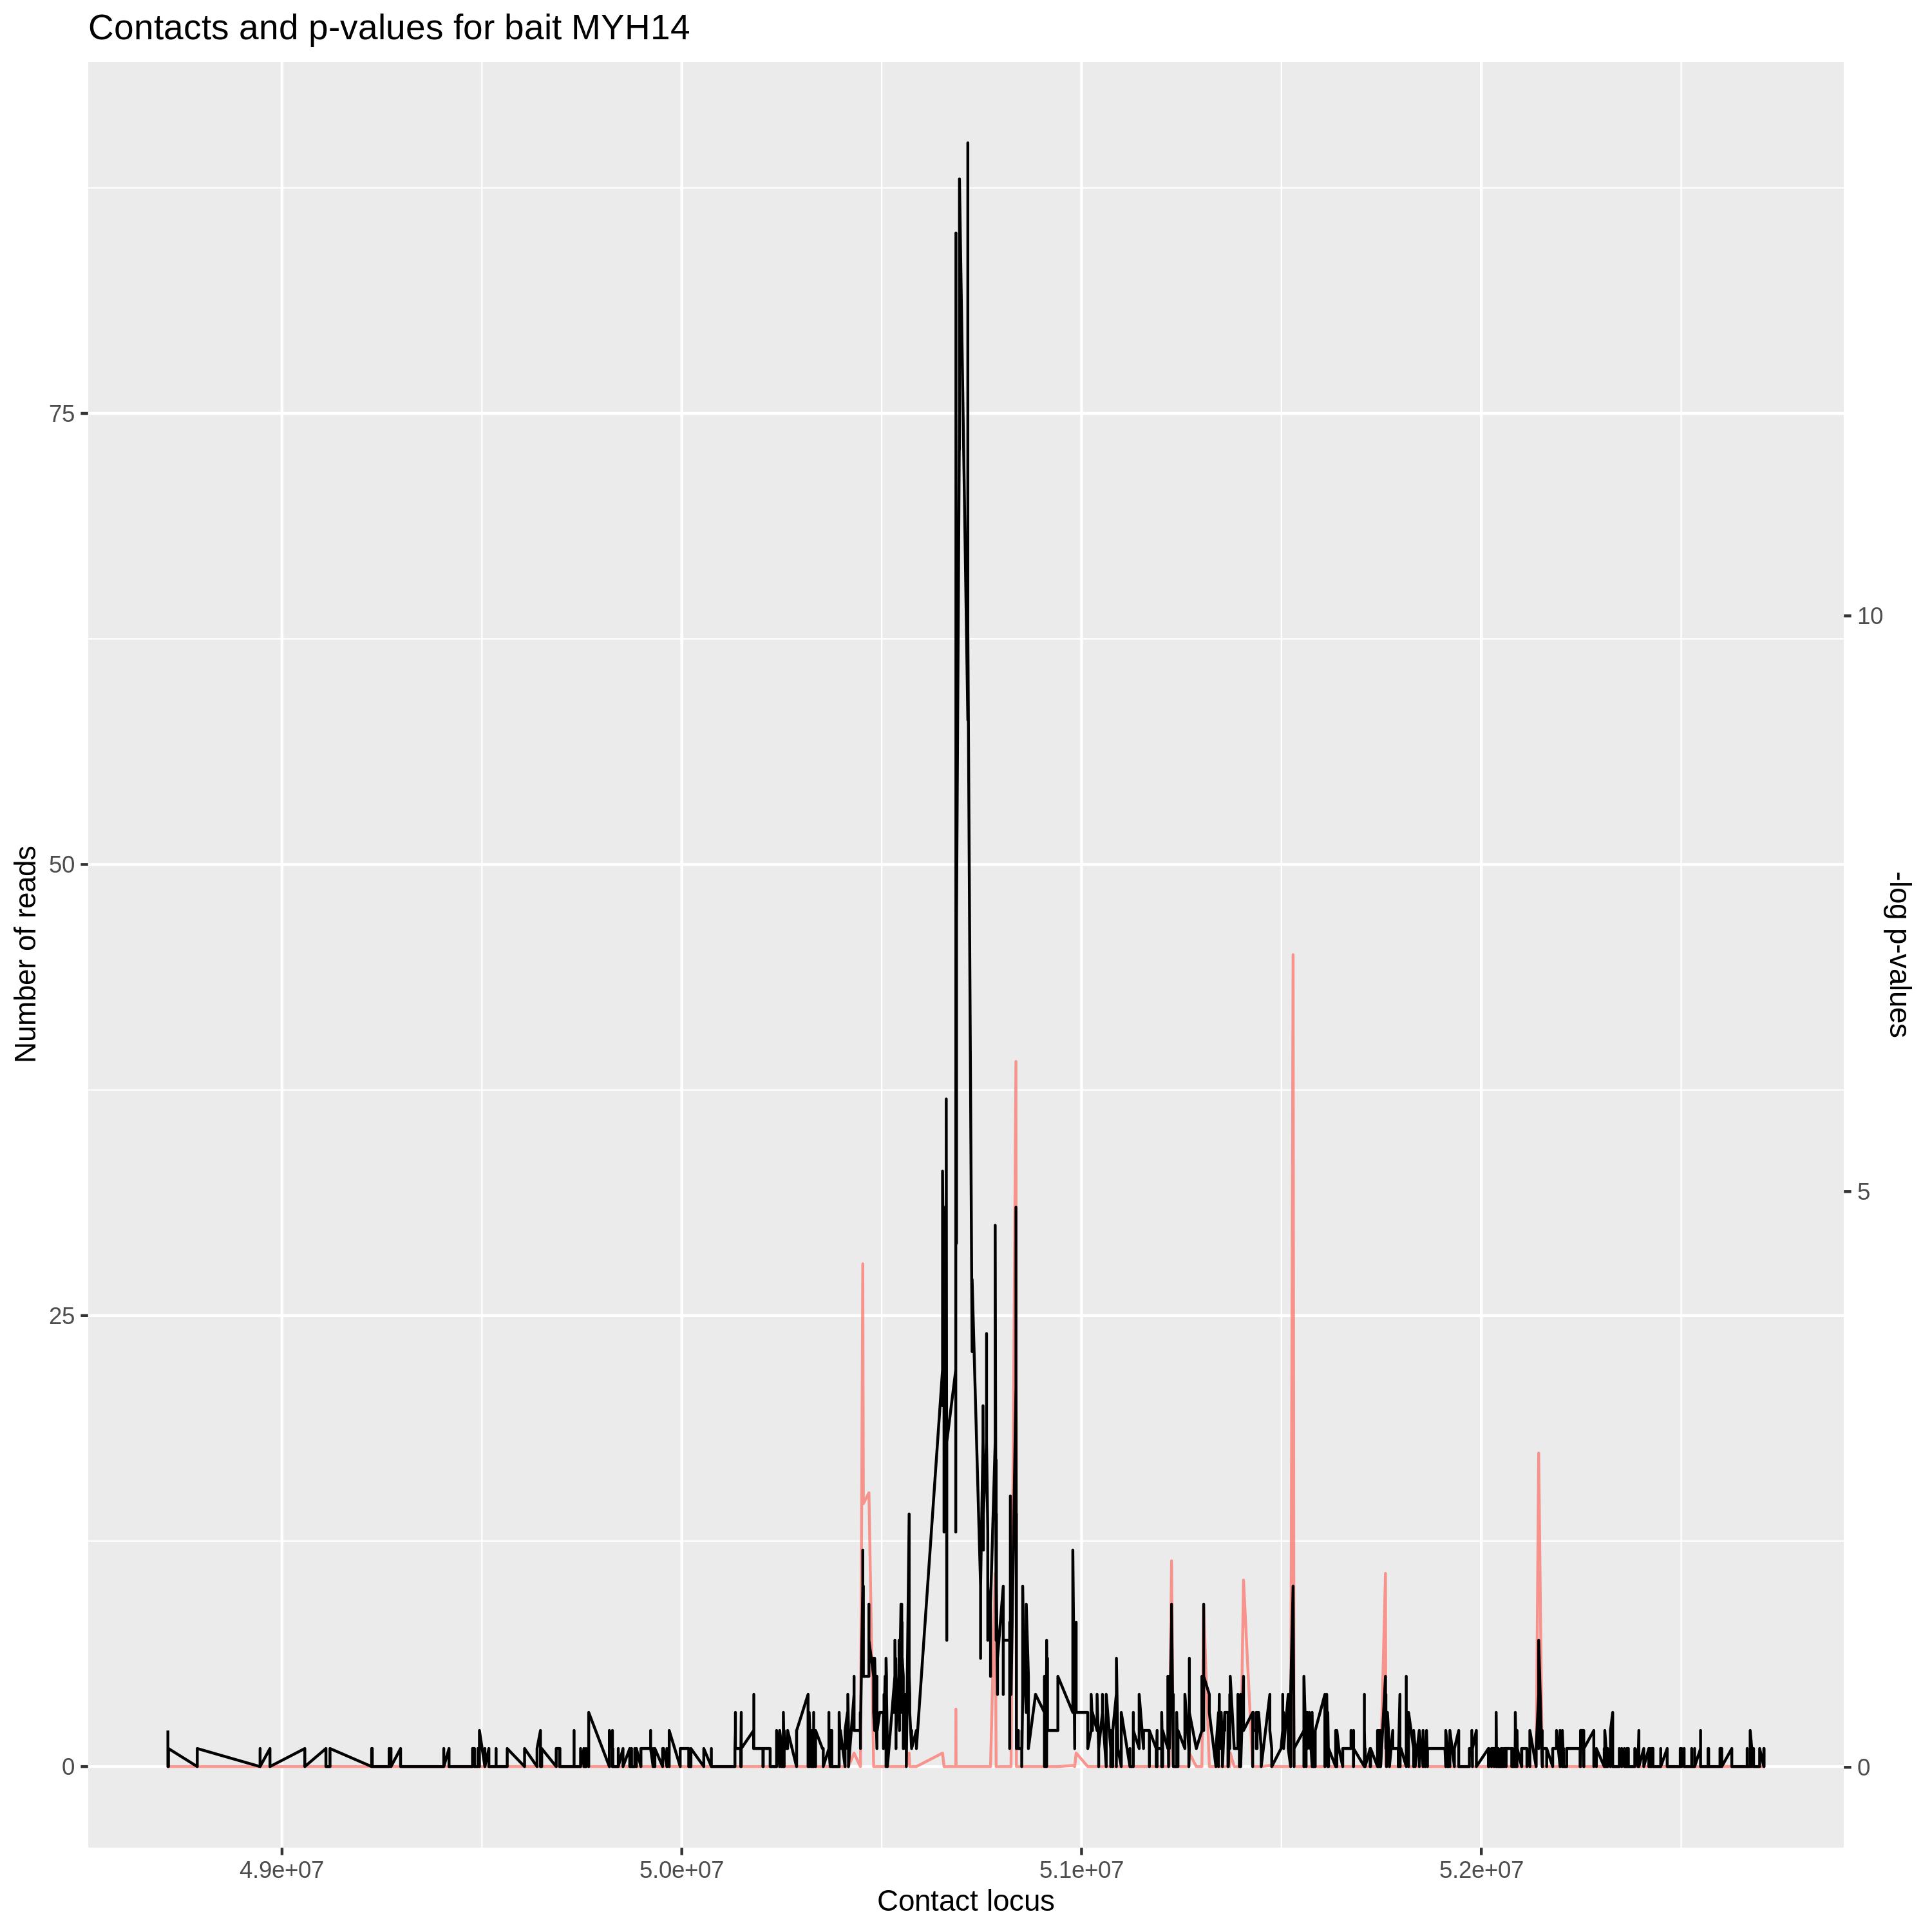 Contacts and p-values for bait MYH14
75
50
25
0
Number of reads
10
5
0
-log p-values
4.9e+07
5.0e+07
5.1e+07
5.2e+07
Contact locus